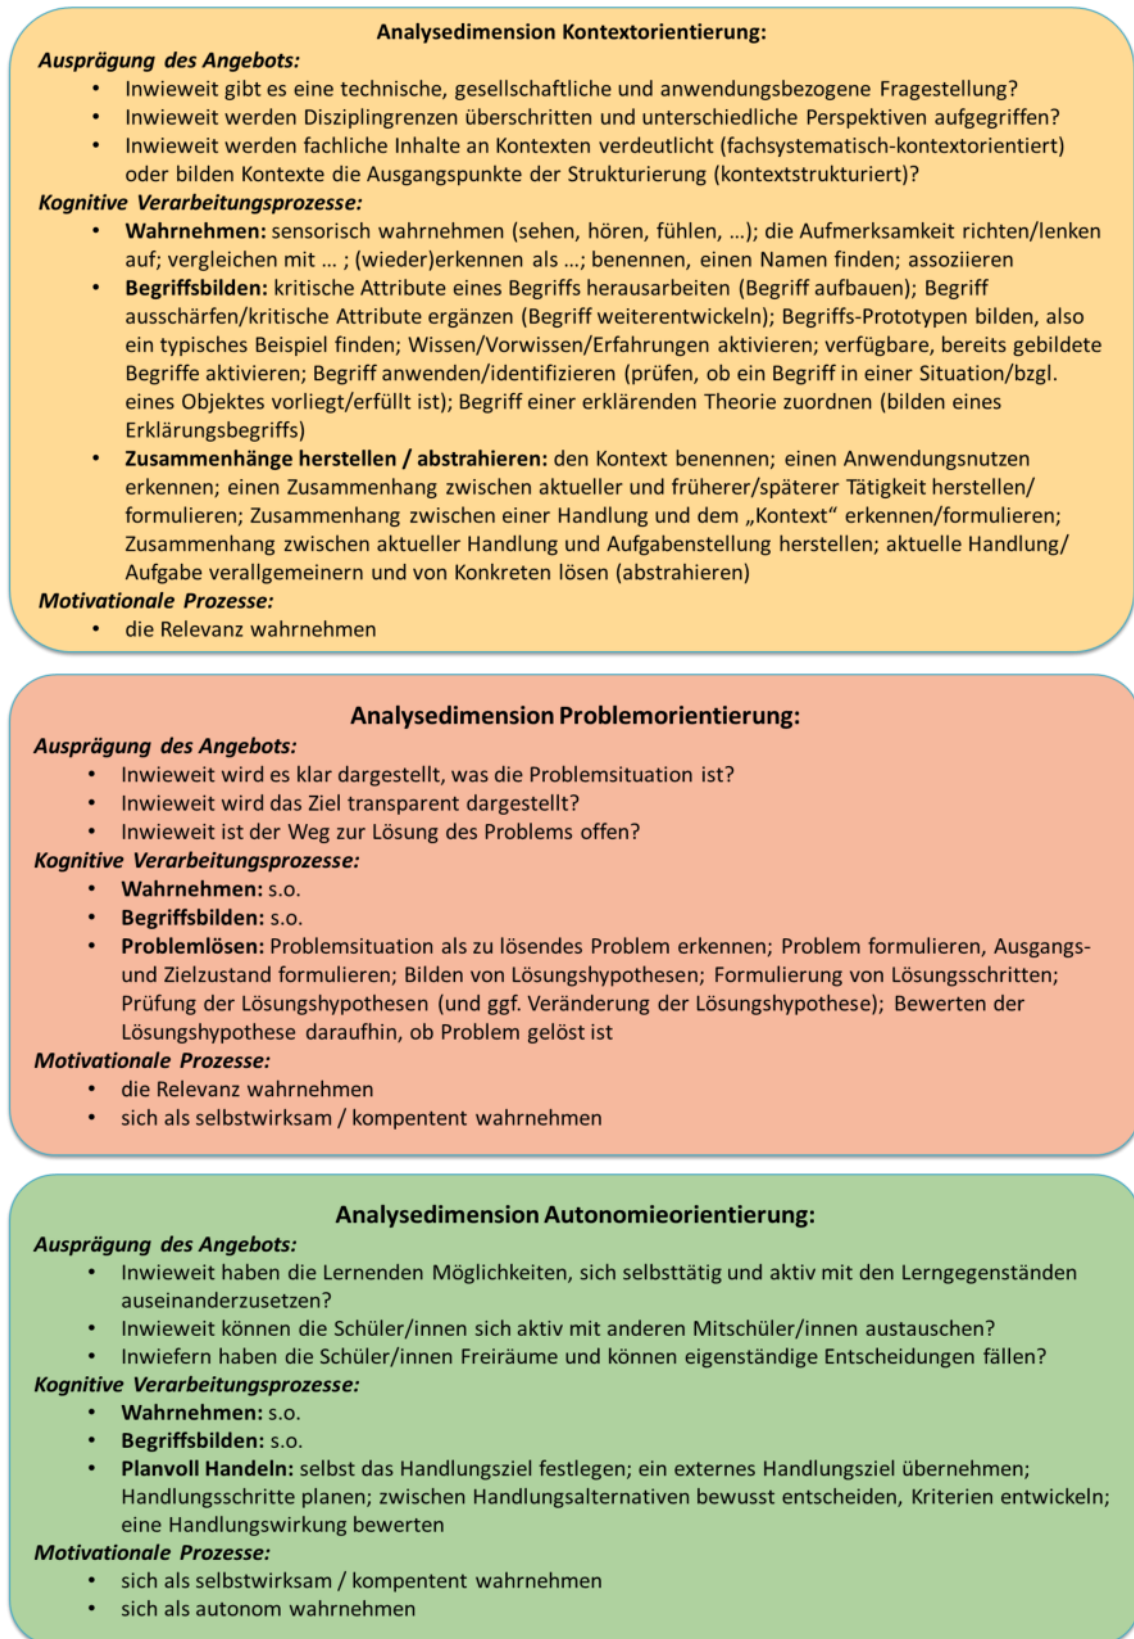 Analysedimension Kontextorientierung:
Ausprägung des Angebots:
• Inwieweit gibt es eine technische, gesellschaftliche und anwendungsbezogene Fragestellung?
• Inwieweit werden Disziplingrenzen überschritten und unterschiedliche Perspektiven aufgegriffen?
• Inwieweit werden fachliche Inhalte an Kontexten verdeutlicht (fachsystematisch-kontextorientiert)
oder bilden Kontexte die Ausgangspunkte der Strukturierung (kontextstrukturiert)?
Kognitive Verarbeitungsprozesse:
• Wahrnehmen: sensorisch wahrnehmen (sehen, hören, fühlen, ...); die Aufmerksamkeit richten/lenken
auf; vergleichen mit ... ; (wieder)erkennen als ...; benennen, einen Namen finden; assoziieren
• Begriffsbilden: kritische Attribute eines Begriffs herausarbeiten (Begriff aufbauen); Begriff
ausschärfen/kritische Attribute ergänzen (Begriff weiterentwickeln); Begriffs-Prototypen bilden, also
ein typisches Beispiel finden; Wissen/Vorwissen/Erfahrungen aktivieren; verfügbare, bereits gebildete
Begriffe aktivieren; Begriff anwenden/identifizieren (prüfen, ob ein Begriff in einer Situation/bzgl.
eines Objektes vorliegt/erfüllt ist); Begriff einer erklärenden Theorie zuordnen (bilden eines
Erklärungsbegriffs)
• Zusammenhänge herstellen / abstrahieren: den Kontext benennen; einen Anwendungsnutzen
erkennen; einen Zusammenhang zwischen aktueller und früherer/späterer Tätigkeit herstellen/
formulieren; Zusammenhang zwischen einer Handlung und dem „Kontext“ erkennen/formulieren;
Zusammenhang zwischen aktueller Handlung und Aufgabenstellung herstellen; aktuelle Handlung/
Aufgabe verallgemeinern und von Konkreten lösen (abstrahieren)
Motivationale Prozesse:
• die Relevanz wahrnehmen
Analysedimension Problemorientierung:
Ausprägung des Angebots:
• Inwieweit wird es klar dargestellt, was die Problemsituation ist?
• Inwieweit wird das Ziel transparent dargestellt?
• Inwieweit ist der Weg zur Lösung des Problems offen?
Kognitive Verarbeitungsprozesse:
• Wahrnehmen: s.o.
• Begriffsbilden: s.o.
• Problemlösen: Problemsituation als zu lösendes Problem erkennen; Problem formulieren, Ausgangs-
und Zielzustand formulieren; Bilden von Lösungshypothesen; Formulierung von Lösungsschritten;
Prüfung der Lösungshypothesen (und ggf. Veränderung der Lösungshypothese); Bewerten der
Lösungshypothese daraufhin, ob Problem gelöst ist
Motivationale Prozesse:
• die Relevanz wahrnehmen
• sich als selbstwirksam / kompetent wahrnehmen
Analysedimension Autonomieorientierung:
Ausprägung des Angebots:
• Inwieweit haben die Lernenden Möglichkeiten, sich selbsttätig und aktiv mit den Lerngegenständen
auseinanderzusetzen?
• Inwieweit können die Schüler/innen sich aktiv mit anderen Mitschüler/innen austauschen?
• Inwiefern haben die Schüler/innen Freiräume und können eigenständige Entscheidungen fällen?
Kognitive Verarbeitungsprozesse:
• Wahrnehmen: s.o.
• Begriffsbilden: s.o.
• Planvoll Handeln: selbst das Handlungsziel festlegen; ein externes Handlungsziel übernehmen;
Handlungsschritte planen; zwischen Handlungsalternativen bewusst entscheiden, Kriterien entwickeln;
eine Handlungswirkung bewerten
Motivationale Prozesse:
• sich als selbstwirksam / kompetent wahrnehmen
• sich als autonom wahrnehmen